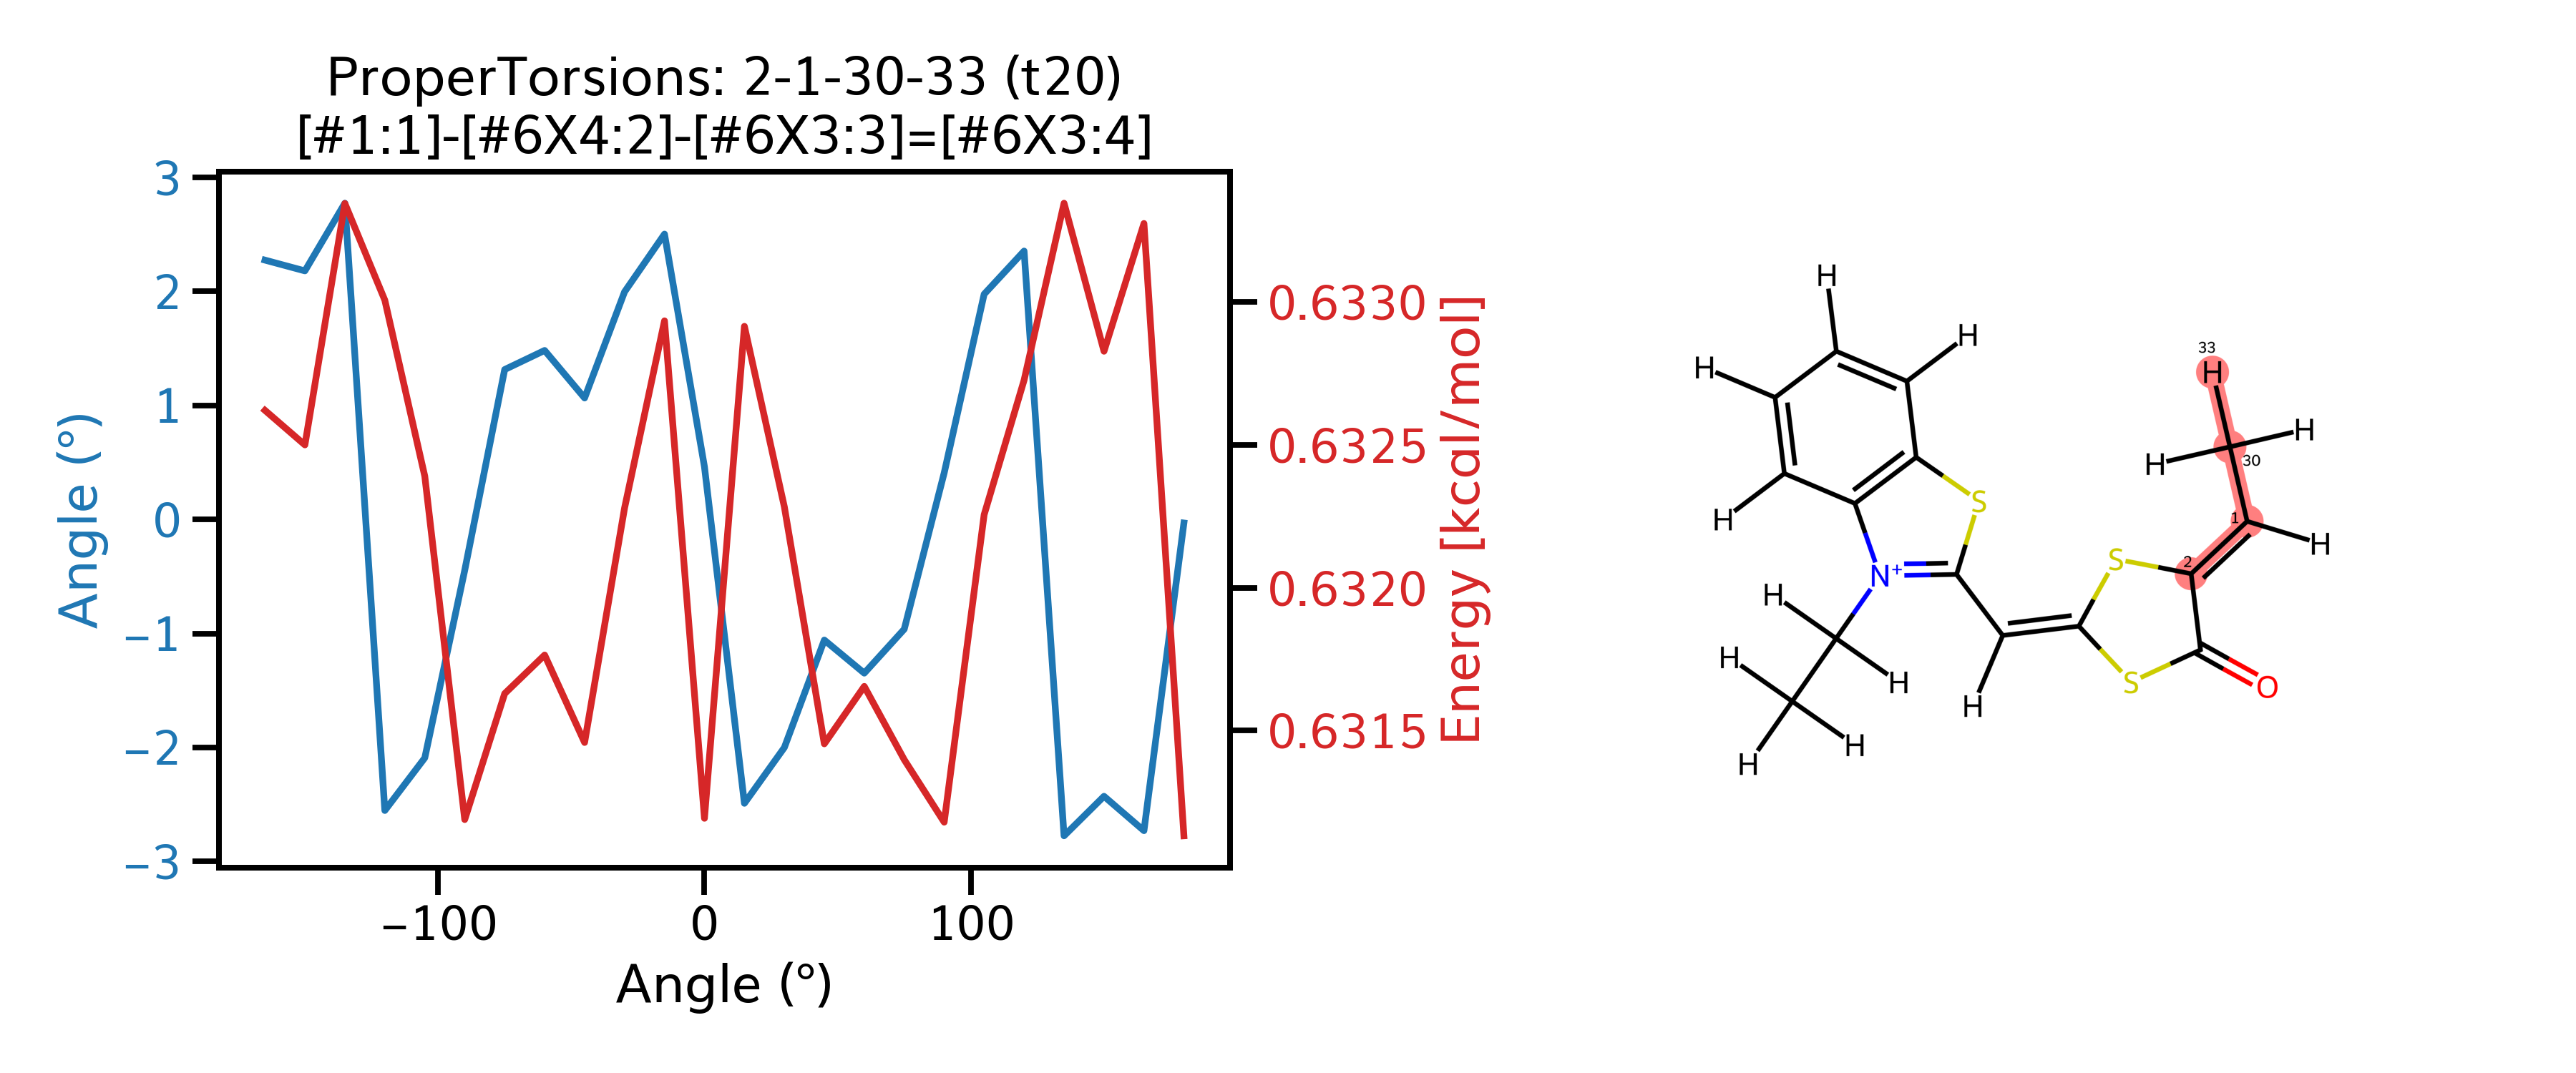 ProperTorsions: 2-1-30-33 (t20)
[#1:1]-[#6X4:2]-[#6X3:3]=[#6X3:4]
3
2
1
0
−1
−2
−3
Angle (°)
−100
0
100
Angle (°)
0.6330
0.6325
0.6320
0.6315
Energy [kcal/mol]
H
H
H
H
S
N+
H
H
H
H
H
H
S
S
O
33
H
H
H
30
1
H
2